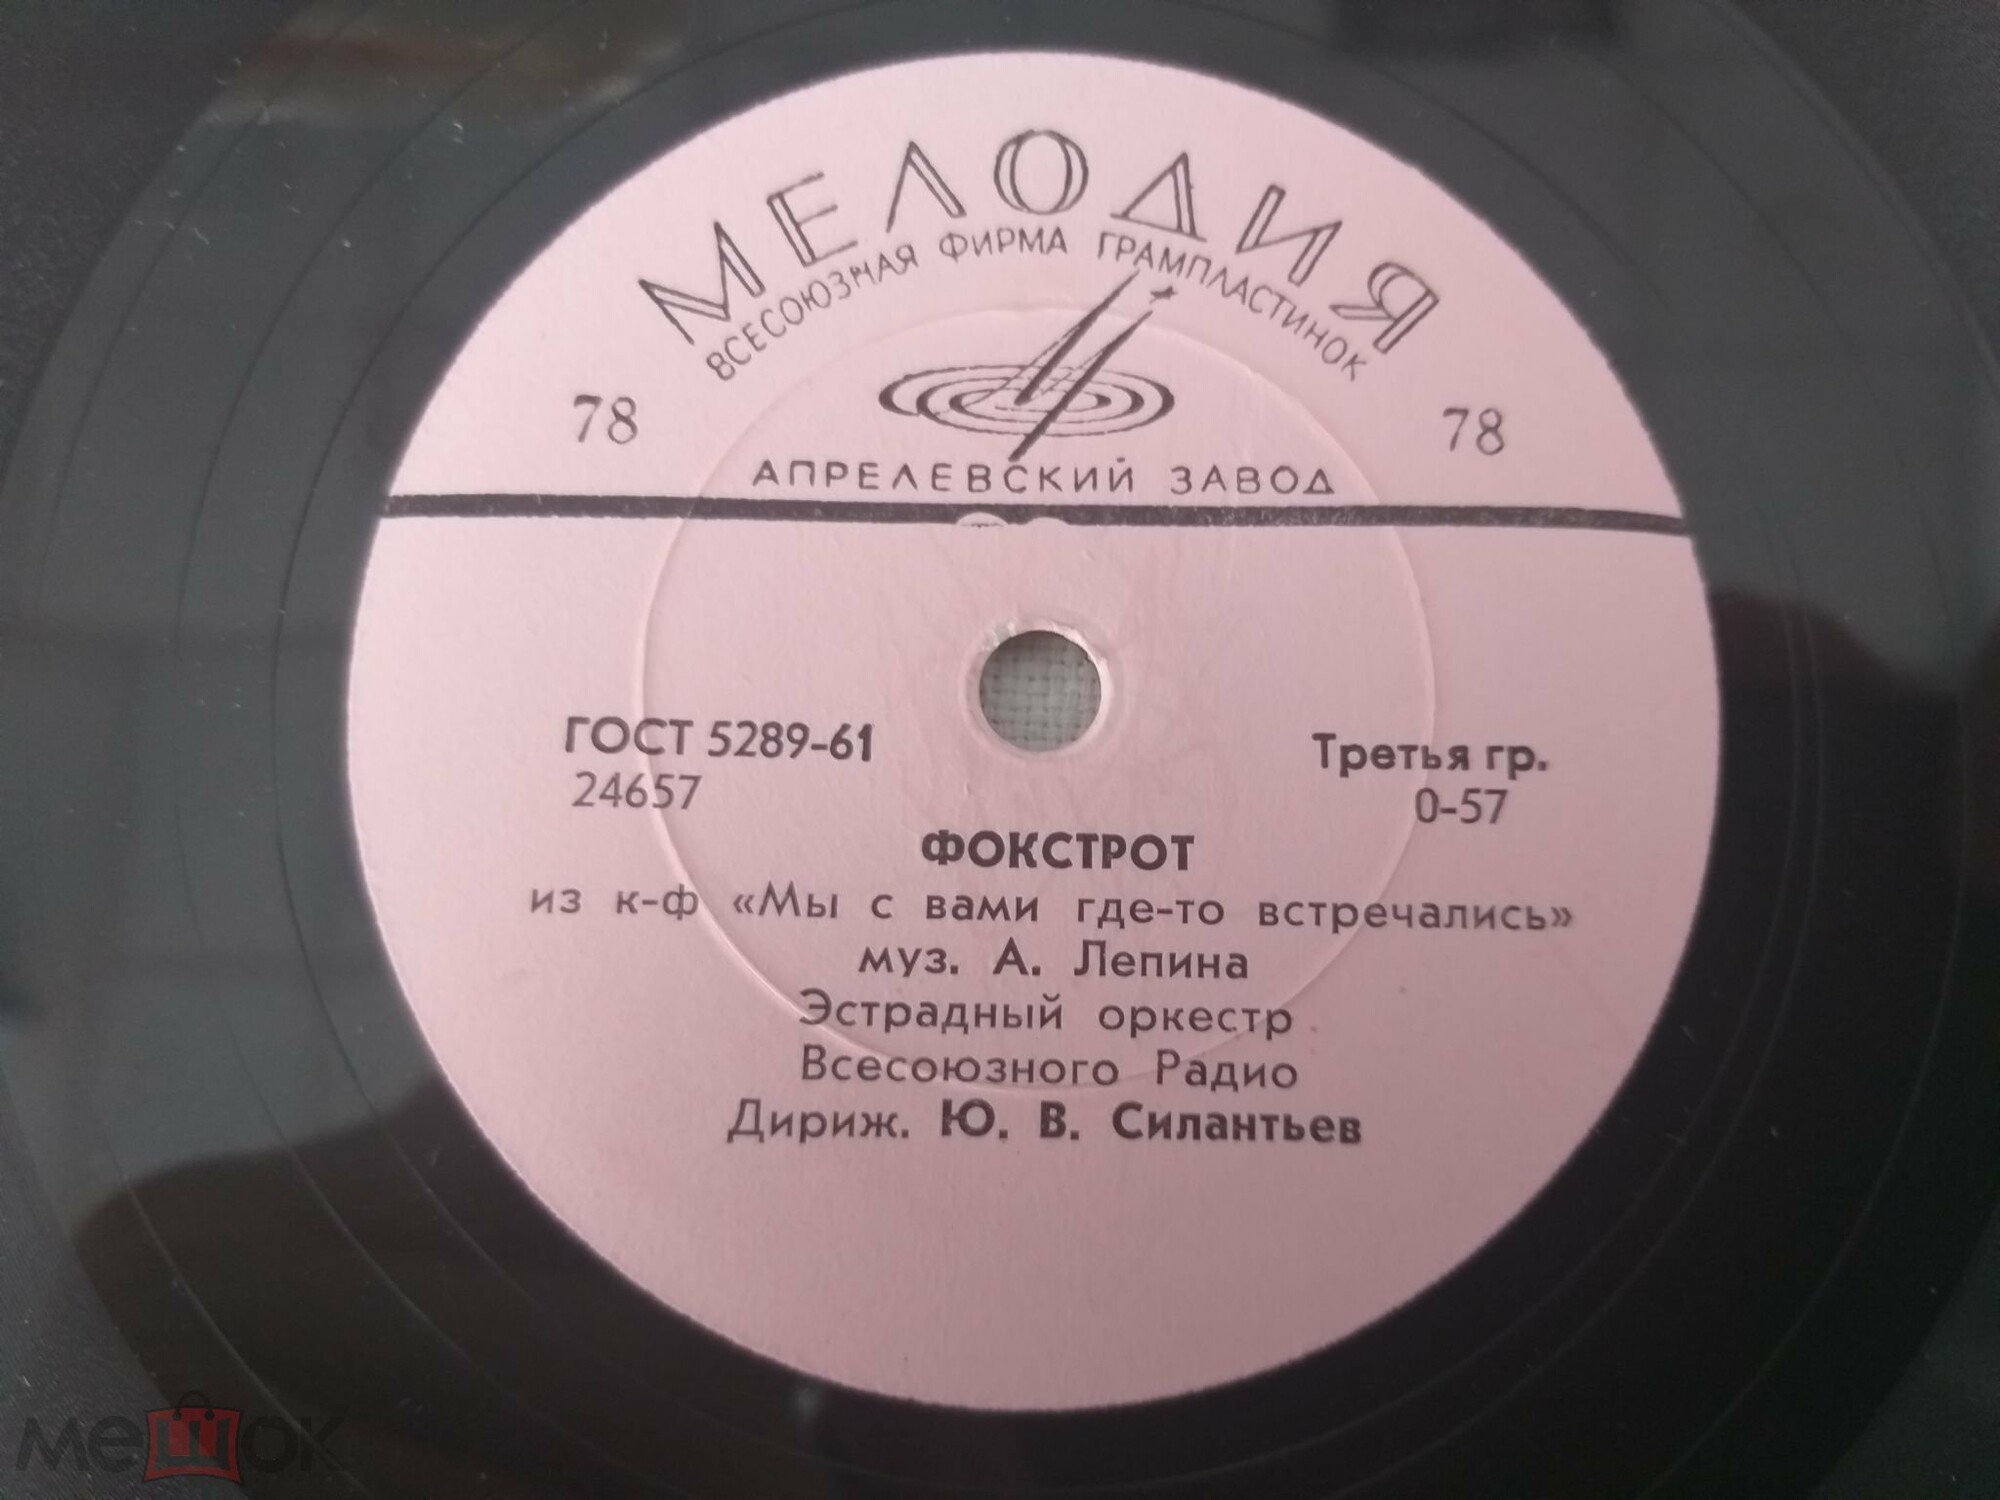 МЕЛОДИЯ
ВСЕСОЮЗНАЯ ФИРМА ГРАМПЛАСТИНОК
78 78
АПРЕЛЕВСКИЙ ЗАВОД
ГОСТ 5289-61 Третья гр.
24657 0-57
ФОКСТРОТ
из к-ф «Мы с вами где-то встречались»
муз. А. Лепина
Эстрадный оркестр
Всесоюзного Радио
Дириж. Ю. В. Силантьев
мешок